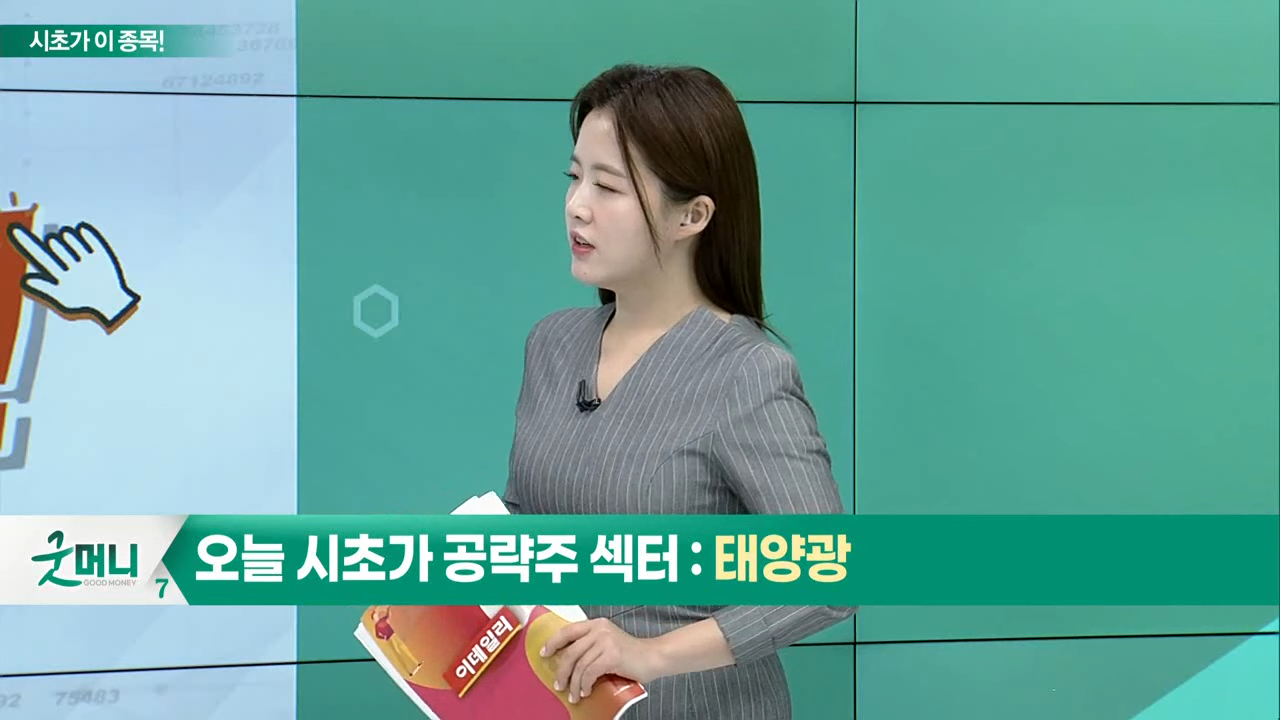 시초가 이 종목!
67124892
굿머니
GOOD MONEY
7
오늘 시초가 공략주 섹터 : 태양광
이데일리
75483